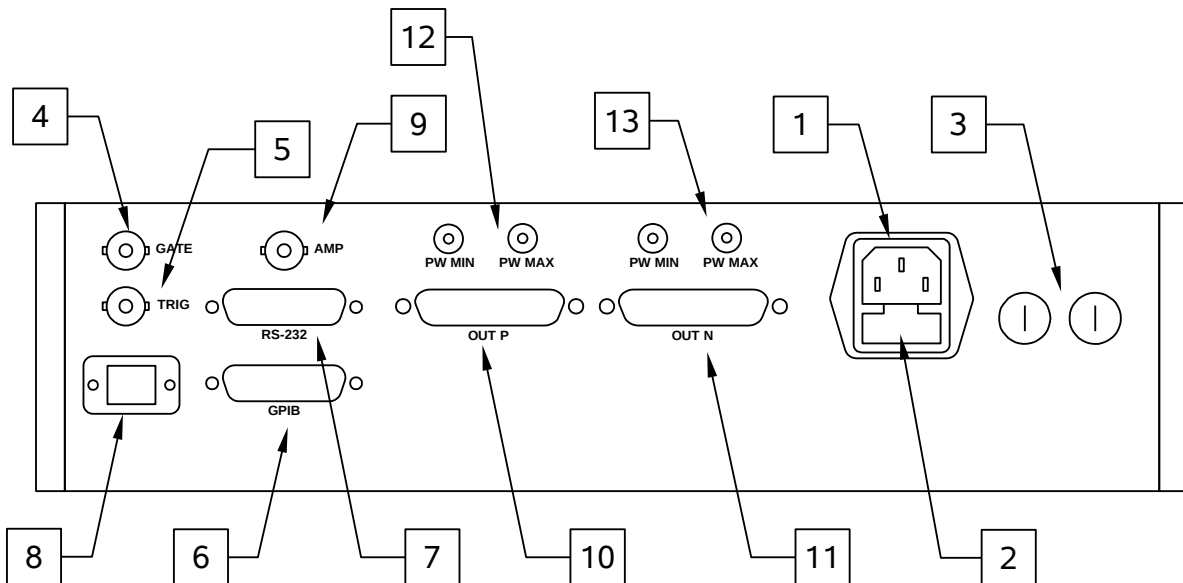 12
4
9
13
1
3
5
GATE
AMP
PW MIN
PW MAX
PW MIN
PW MAX
TRIG
RS-232
OUT P
OUT N
GPIB
8
6
7
10
11
2